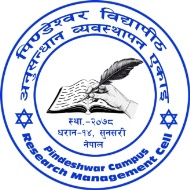 पिण्डेश्वर विद्यापीठ
अनुसन्धान व्यवस्थापन एकाई
स्था.-२०७८
धरान-१४, सुनसरी
नेपाल
Pindeshwar Campus
Research Management Cell